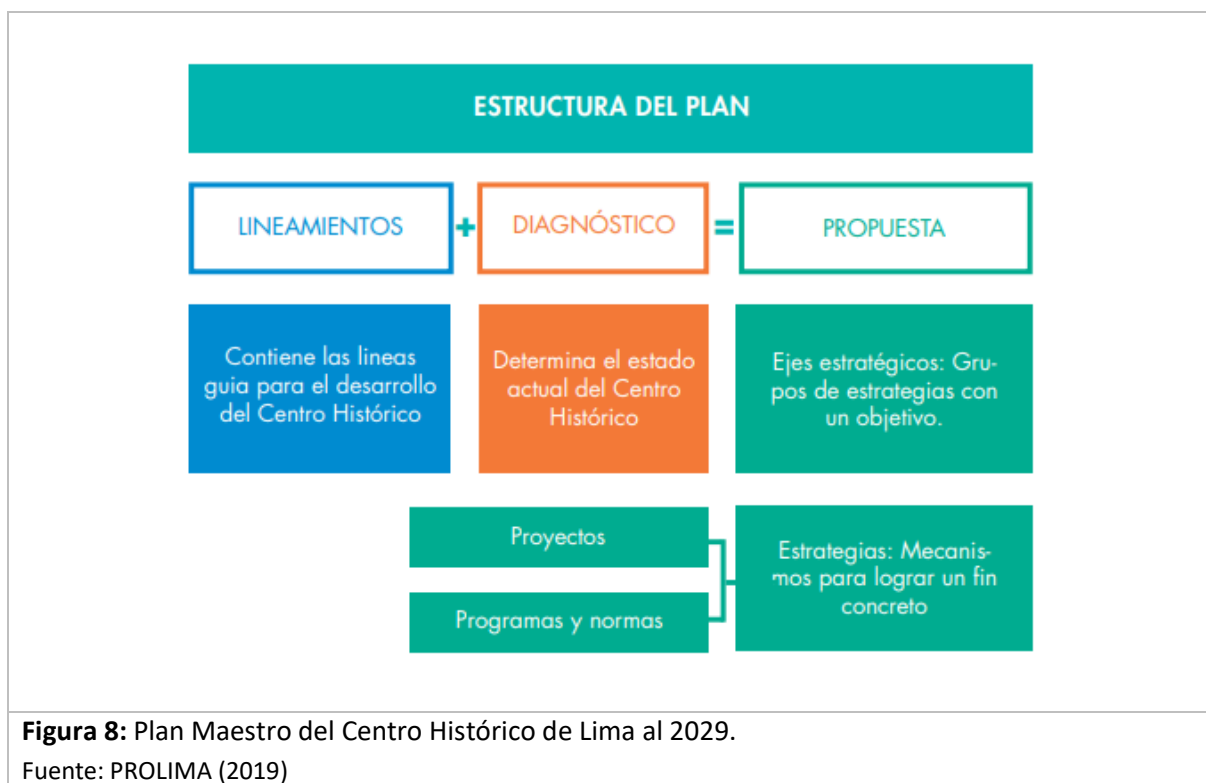 ESTRUCTURA DEL PLAN
LINEAMIENTOS
+
DIAGNÓSTICO
=
PROPUESTA
Contiene las lineas
guia para el desarrollo
del Centro Histórico
Determina el estado
actual del Centro
Histórico
Ejes estratégicos: Gru-
pos de estrategias con
un objetivo.
Proyectos
Programas y normas
Estrategias: Mecanis-
mos para lograr un fin
concreto
Figura 8: Plan Maestro del Centro Histórico de Lima al 2029.
Fuente: PROLIMA (2019)